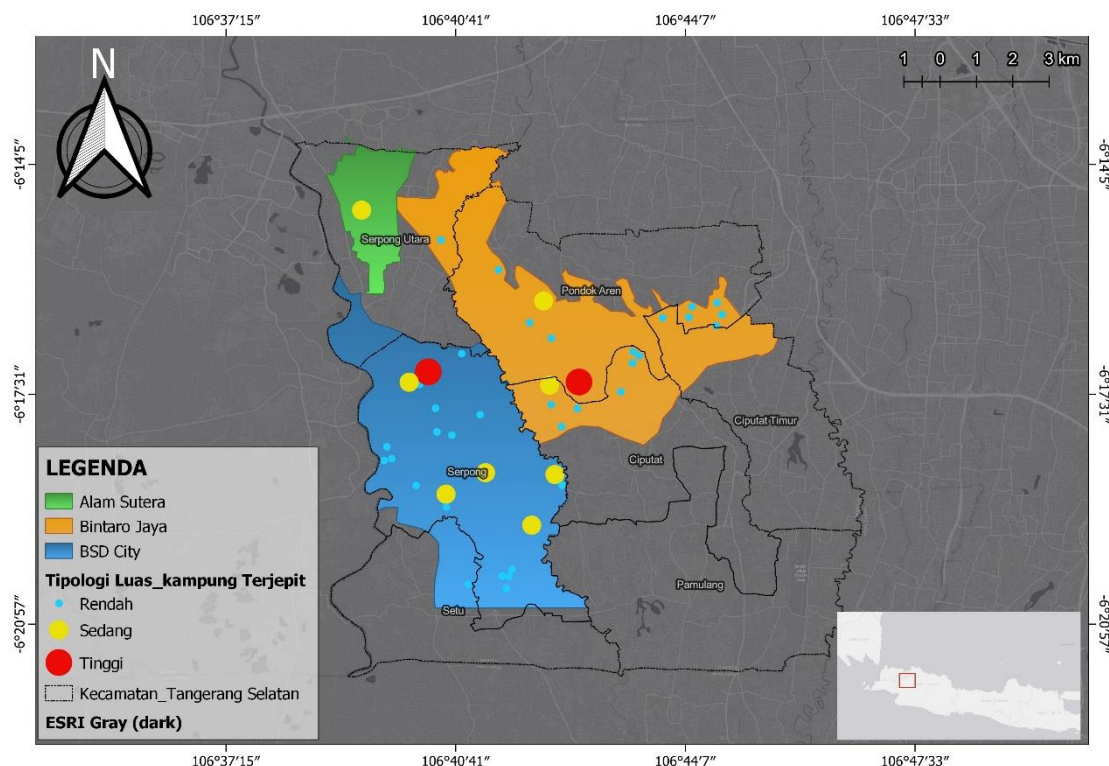 106°37'15" 106°40'41" 106°44'7" 106°47'33"
N
1 0 1 2 3 km
-6°14'5" -6°14'5"
Serpong Utara
Pondok Aren
-6°17'31" -6°17'31"
Ciputat Timur
Ciputat
Serpong
Pamulang
Setu
-6°20'57" -6°20'57"
LEGENDA
Alam Sutera
Bintaro Jaya
BSD City
Tipologi Luas_kampung Terjepit
Rendah
Sedang
Tinggi
Kecamatan_Tangerang Selatan
ESRI Gray (dark)
106°37'15" 106°40'41" 106°44'7" 106°47'33"